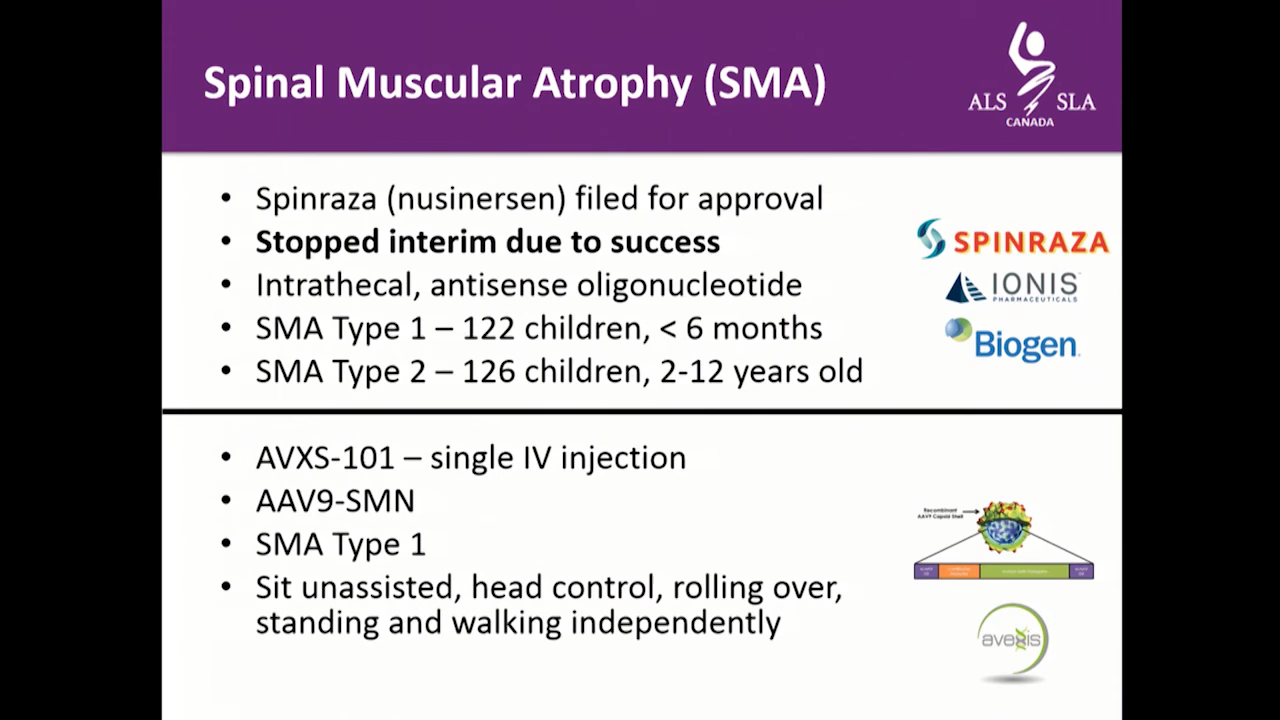 Spinal Muscular Atrophy (SMA)
ALS SLA
CANADA
• Spinraza (nusinersen) filed for approval
• Stopped interim due to success
• Intrathecal, antisense oligonucleotide
• SMA Type 1 – 122 children, < 6 months
• SMA Type 2 – 126 children, 2-12 years old
SPINRAZA
IONIS
PHARMACEUTICALS
Biogen
• AVXS-101 – single IV injection
• AAV9-SMN
• SMA Type 1
• Sit unassisted, head control, rolling over,
standing and walking independently
Recombinant
AAV9 Capsid Shell
avexis